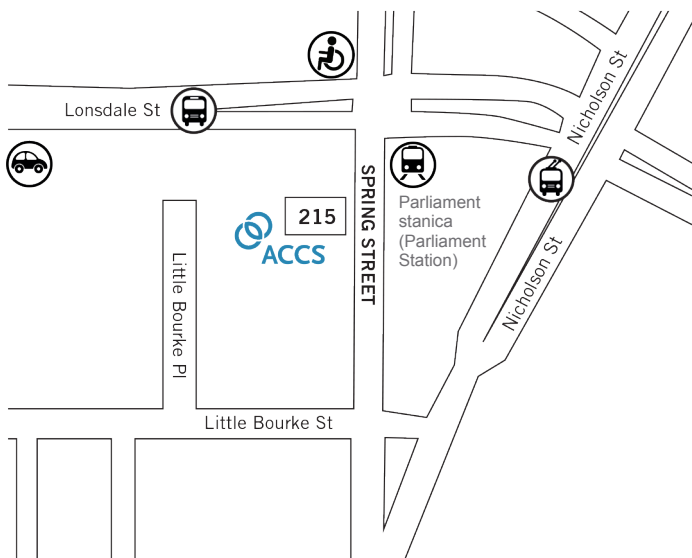 Lonsdale St
Nicholson St
SPRING STREET
215
ACCS
Parliament
stanica
(Parliament
Station)
Little Bourke Pl
Nicholson St
Little Bourke St